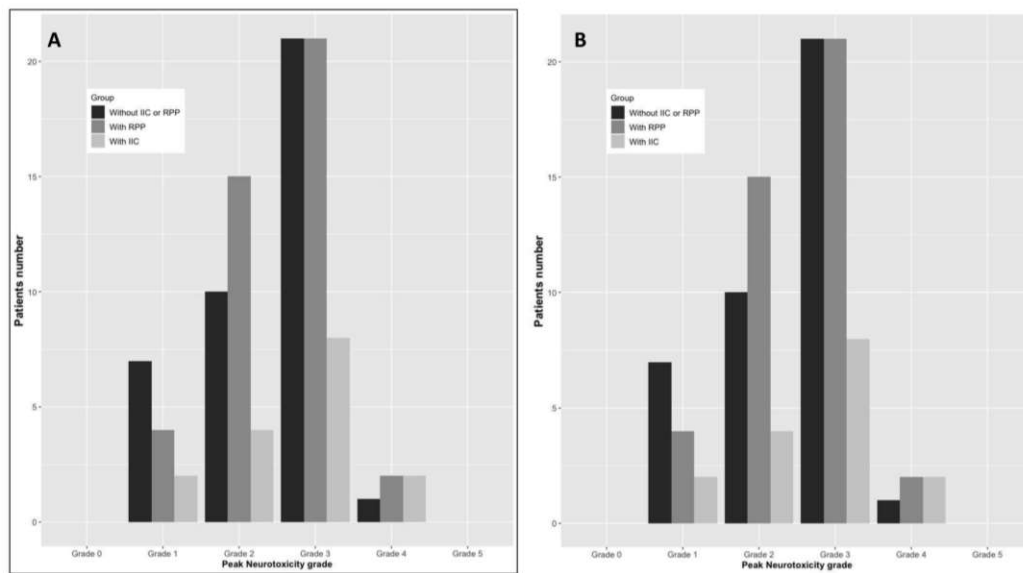 A
Group
Without IIC or RPP
With RPP
With IIC
Patients number
20
15
10
5
0
Grade 0 Grade 1 Grade 2 Grade 3 Grade 4 Grade 5
Peak Neurotoxicity grade
B
Group
Without IIC or RPP
With RPP
With IIC
Patients number
20
15
10
5
0
Grade 0 Grade 1 Grade 2 Grade 3 Grade 4 Grade 5
Peak Neurotoxicity grade